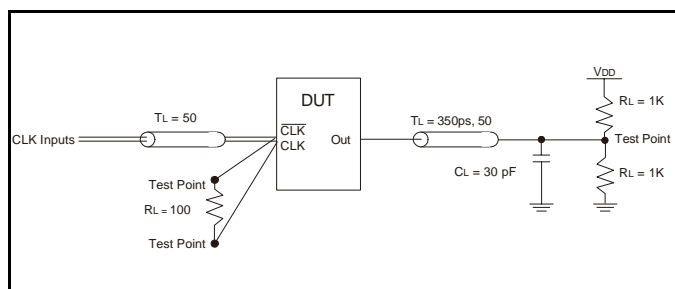 VDD
DUT
TL = 50
RL = 1K
CLK
TL = 350ps, 50
CLK Inputs
CLK
Out
Test Point
Test Point
CL = 30 pF
RL = 1K
RL = 100
Test Point